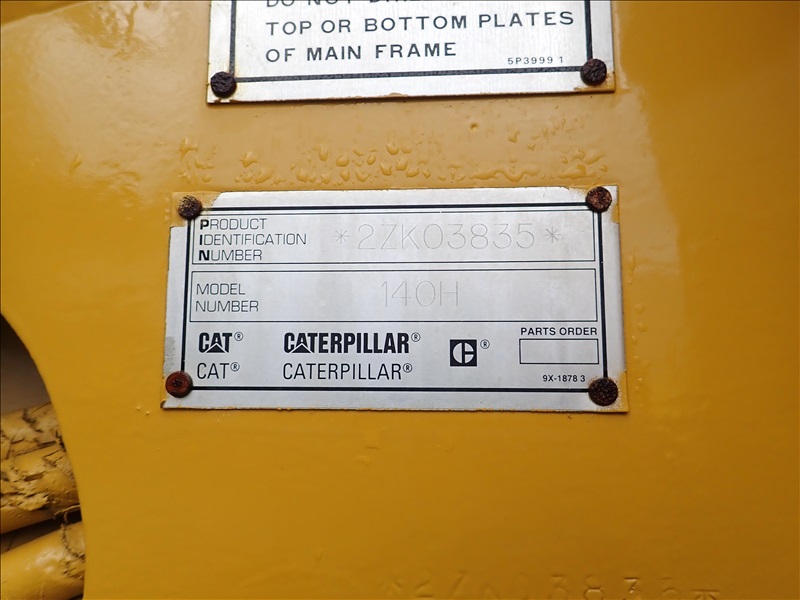 TOP OR BOTTOM PLATES
OF MAIN FRAME
5P3999 1
PRODUCT
IDENTIFICATION
NUMBER
*2ZK03835*
MODEL
NUMBER
140H
CAT® CATERPILLAR® C®
CAT® CATERPILLAR®
PARTS ORDER
9X-1878 3